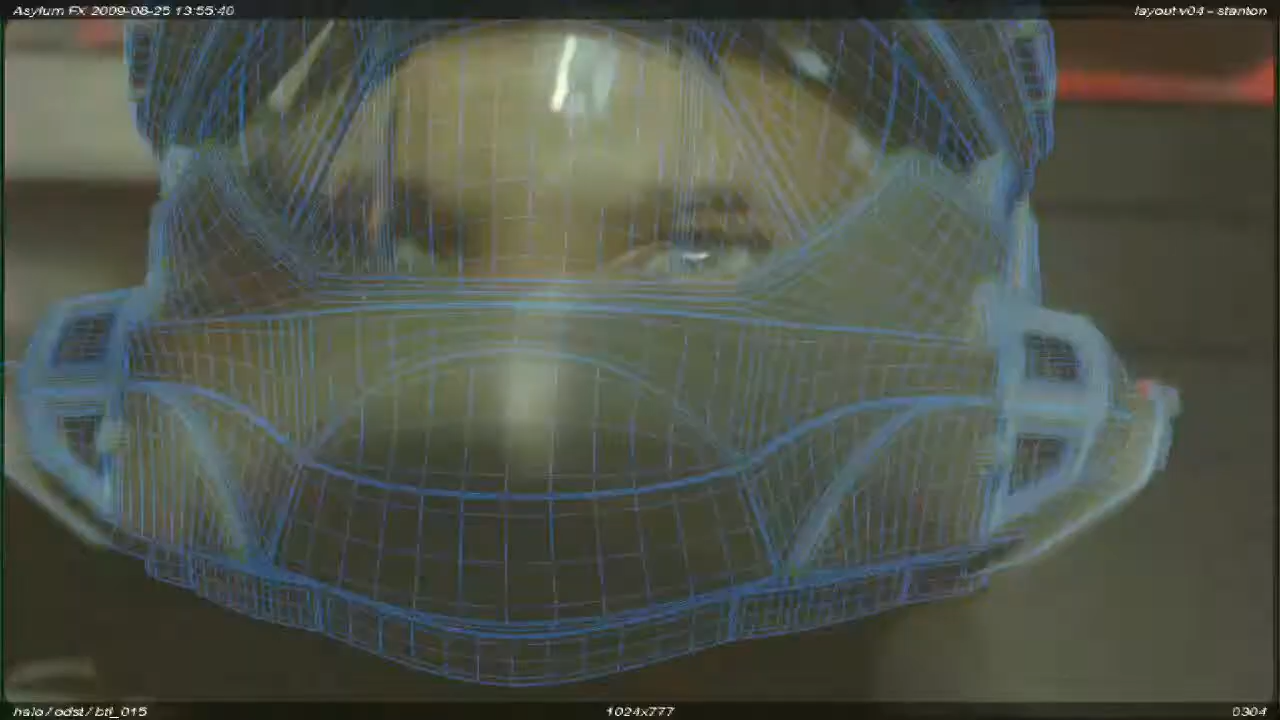 Asylum FX 2009-08-25 13:55:40
layout v04 - stanton
halo / odst / btl_015
1024x777
0304